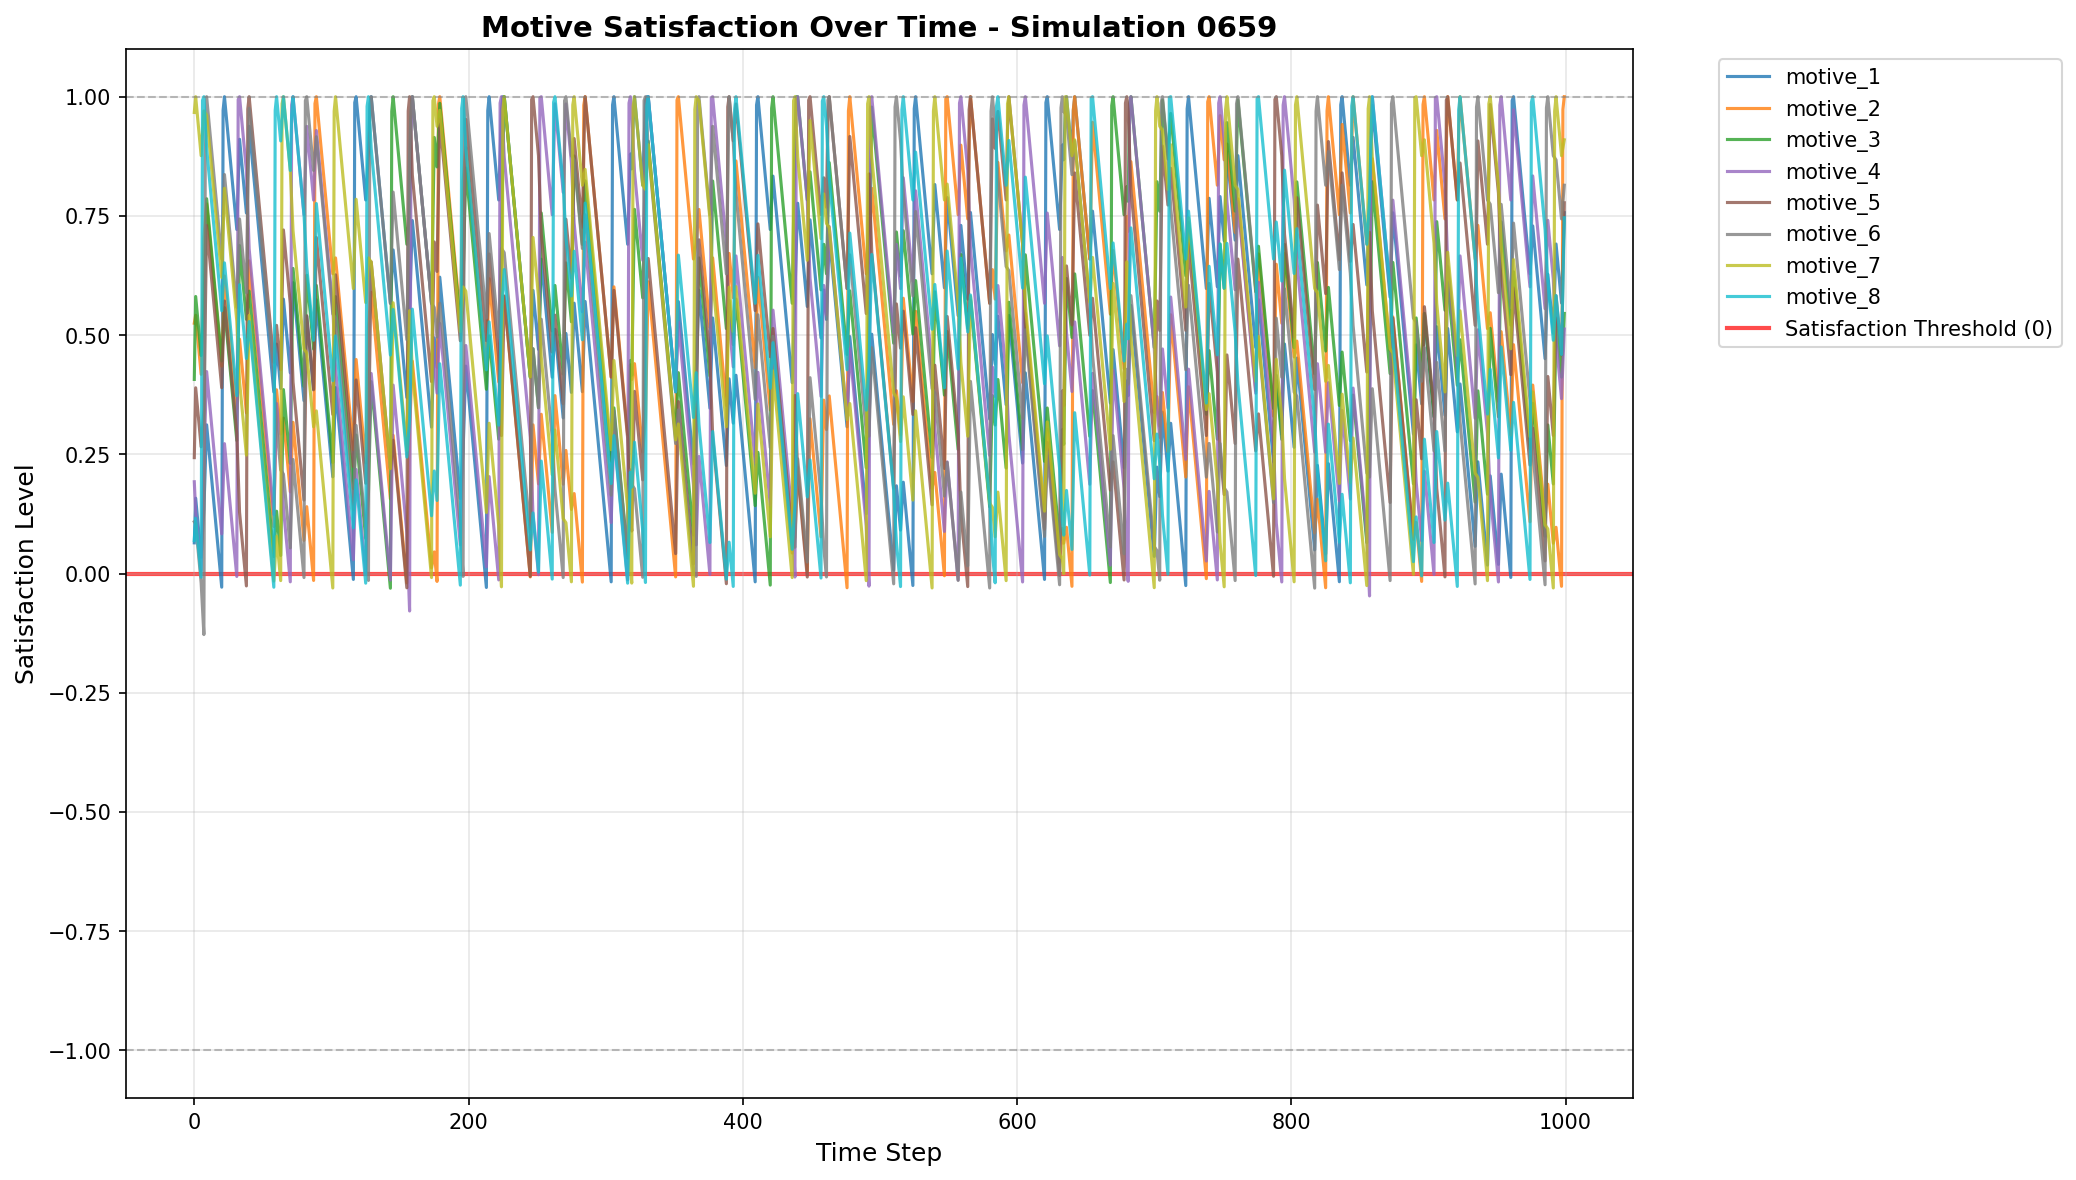 Motive Satisfaction Over Time - Simulation 0659
1.00
0.75
0.50
0.25
0.00
−0.25
−0.50
−0.75
−1.00
Satisfaction Level
0
200
400
600
800
1000
Time Step
motive_1
motive_2
motive_3
motive_4
motive_5
motive_6
motive_7
motive_8
Satisfaction Threshold (0)